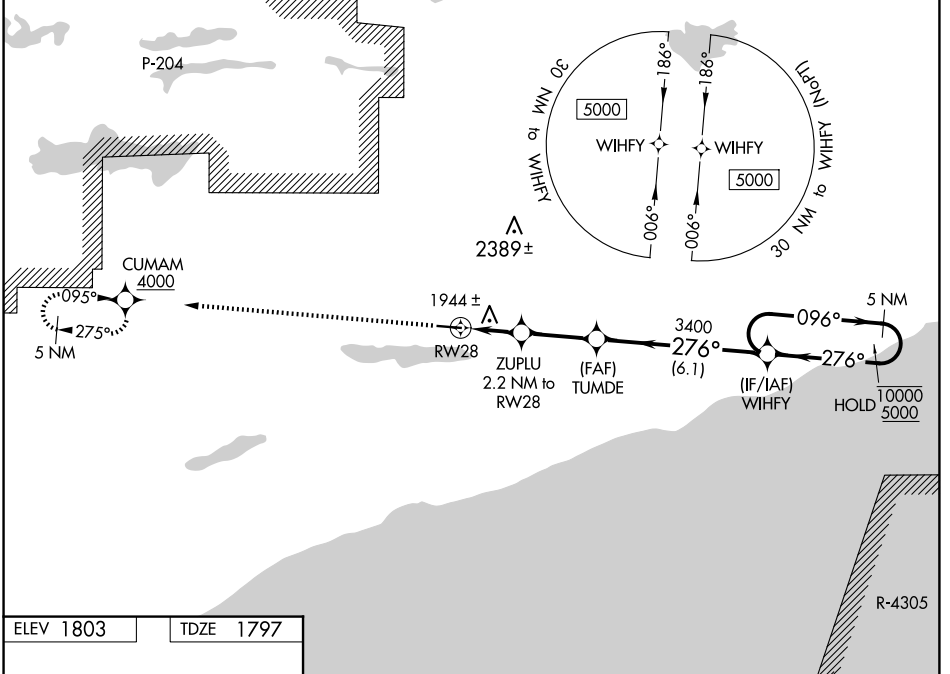 P-204
30 NM to WIHFY
5000
186°
WIHFY
006°
186°
WIHFY
5000
006°
30 NM to WIHFY (NoPT)
2389±
CUMAM
4000
095°
275°
5 NM
1944 ±
RW28
ZUPLU
2.2 NM to
RW28
(FAF)
TUMDE
3400
276°
(6.1)
(IF/IAF)
WIHFY
096°
5 NM
276°
HOLD
10000
5000
R-4305
ELEV 1803
TDZE 1797